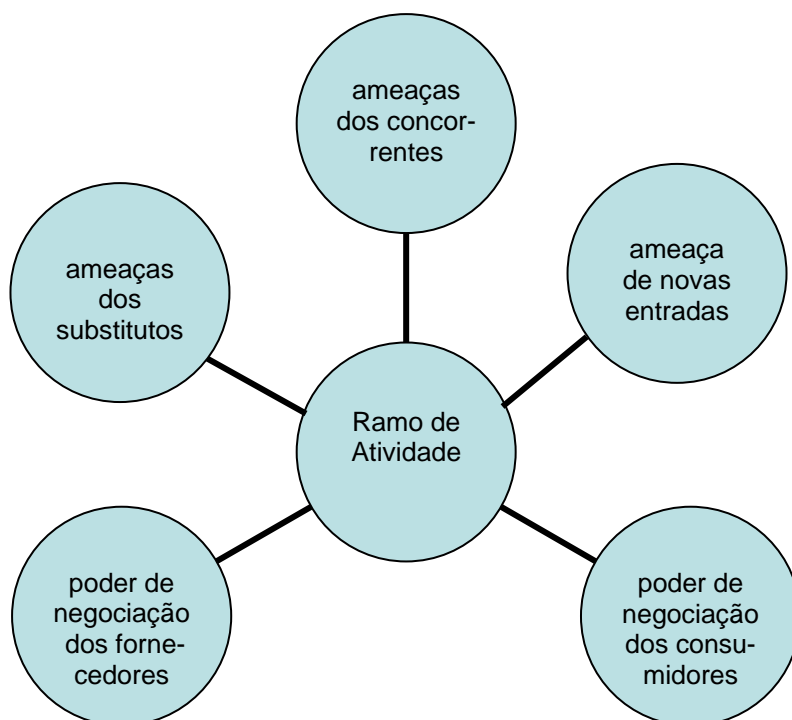 ameaças
dos concor-
rentes
ameaças
dos
substitutos
ameaça
de novas
entradas
Ramo de
Atividade
poder de
negociação
dos forne-
cedores
poder de
negociação
dos consu-
midores